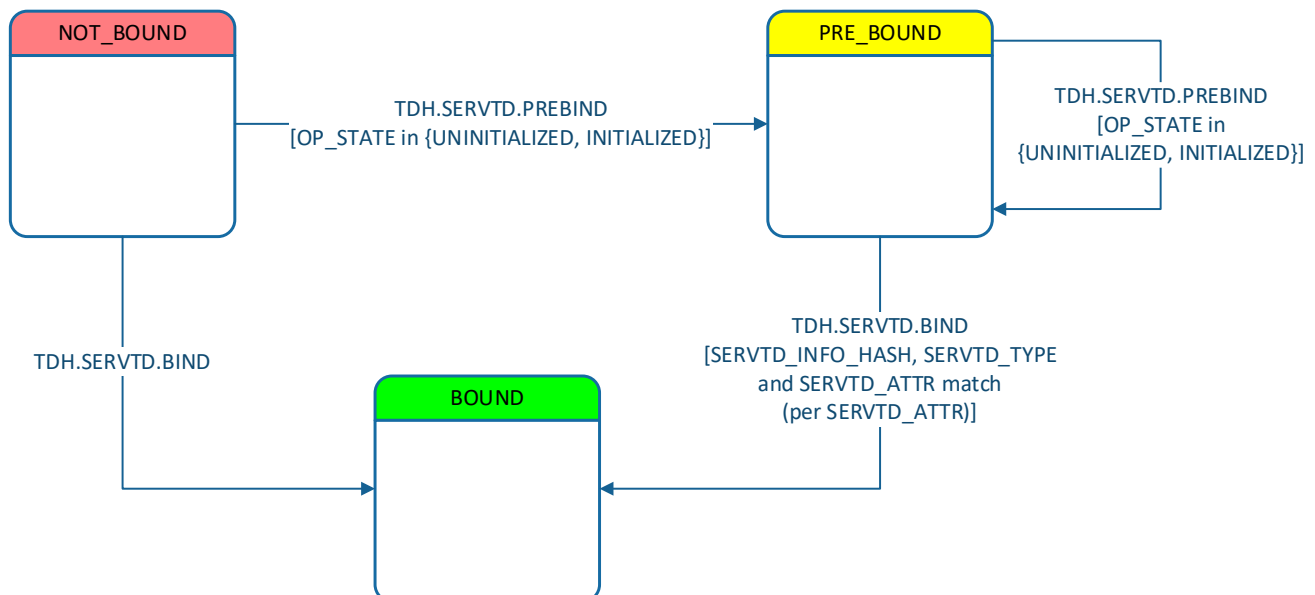 NOT_BOUND
PRE_BOUND
TDH.SERVTD.PREBIND
[OP_STATE in {UNINITIALIZED, INITIALIZED}]
TDH.SERVTD.PREBIND
[OP_STATE in
{UNINITIALIZED, INITIALIZED}]
TDH.SERVTD.BIND
TDH.SERVTD.BIND
[SERVTD_INFO_HASH, SERVTD_TYPE
and SERVTD_ATTR match
(per SERVTD_ATTR)]
BOUND